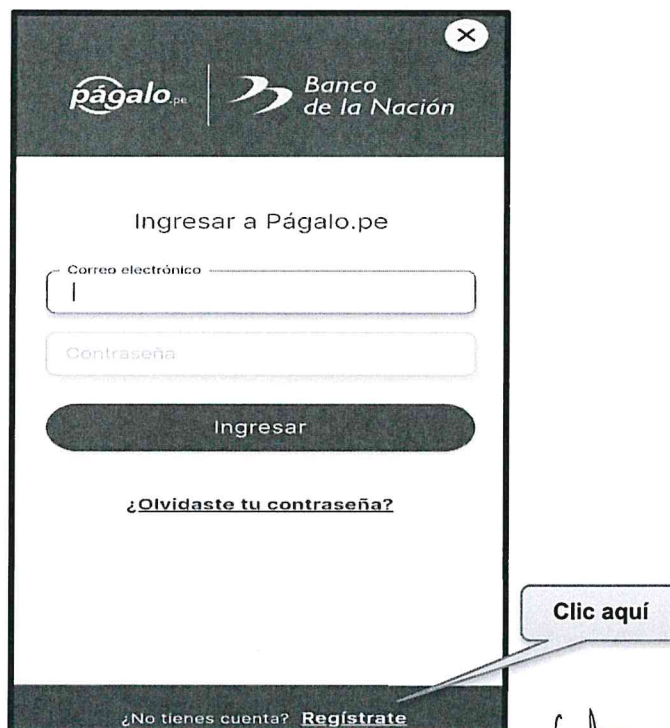 págalo.pe
Banco
de la Nación
Ingresar a Págalo.pe
Correo electrónico
Contraseña
Ingresar
¿Olvidaste tu contraseña?
Clic aquí
¿No tienes cuenta? Regístrate